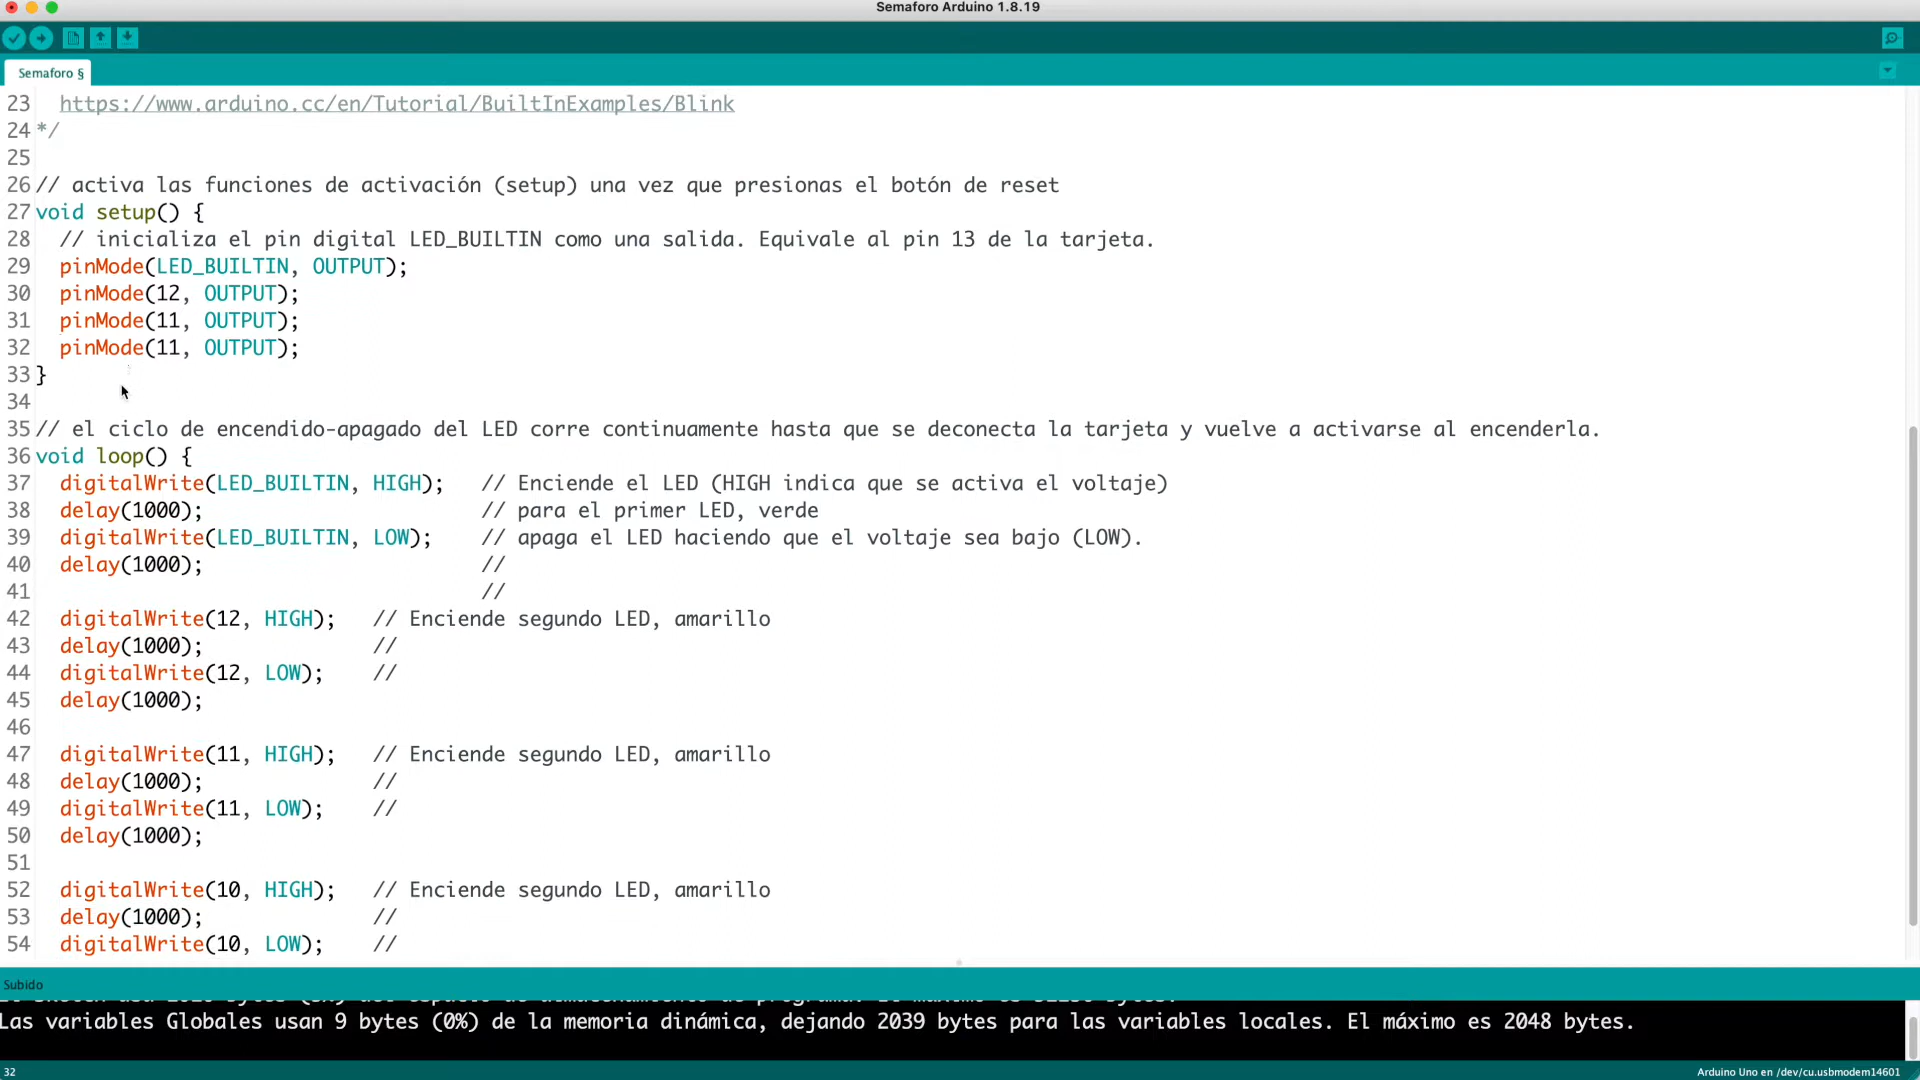 Semaforo Arduino 1.8.19
Semaforo §
23 https://www.arduino.cc/en/Tutorial/BuiltInExamples/Blink
24 */
25
26 // activa las funciones de activación (setup) una vez que presionas el botón de reset
27 void setup() {
28 // inicializa el pin digital LED_BUILTIN como una salida. Equivale al pin 13 de la tarjeta.
29 pinMode(LED_BUILTIN, OUTPUT);
30 pinMode(12, OUTPUT);
31 pinMode(11, OUTPUT);
32 pinMode(11, OUTPUT);
33 }
34
35 // el ciclo de encendido-apagado del LED corre continuamente hasta que se deconecta la tarjeta y vuelve a activarse al encenderla.
36 void loop() {
37 digitalWrite(LED_BUILTIN, HIGH); // Enciende el LED (HIGH indica que se activa el voltaje)
38 delay(1000); // para el primer LED, verde
39 digitalWrite(LED_BUILTIN, LOW); // apaga el LED haciendo que el voltaje sea bajo (LOW).
40 delay(1000); //
41 //
42 digitalWrite(12, HIGH); // Enciende segundo LED, amarillo
43 delay(1000); //
44 digitalWrite(12, LOW); //
45 delay(1000);
46
47 digitalWrite(11, HIGH); // Enciende segundo LED, amarillo
48 delay(1000); //
49 digitalWrite(11, LOW); //
50 delay(1000);
51
52 digitalWrite(10, HIGH); // Enciende segundo LED, amarillo
53 delay(1000); //
54 digitalWrite(10, LOW); //
Subido
Las variables Globales usan 9 bytes (0%) de la memoria dinámica, dejando 2039 bytes para las variables locales. El máximo es 2048 bytes.
32
Arduino Uno en /dev/cu.usbmodem14601